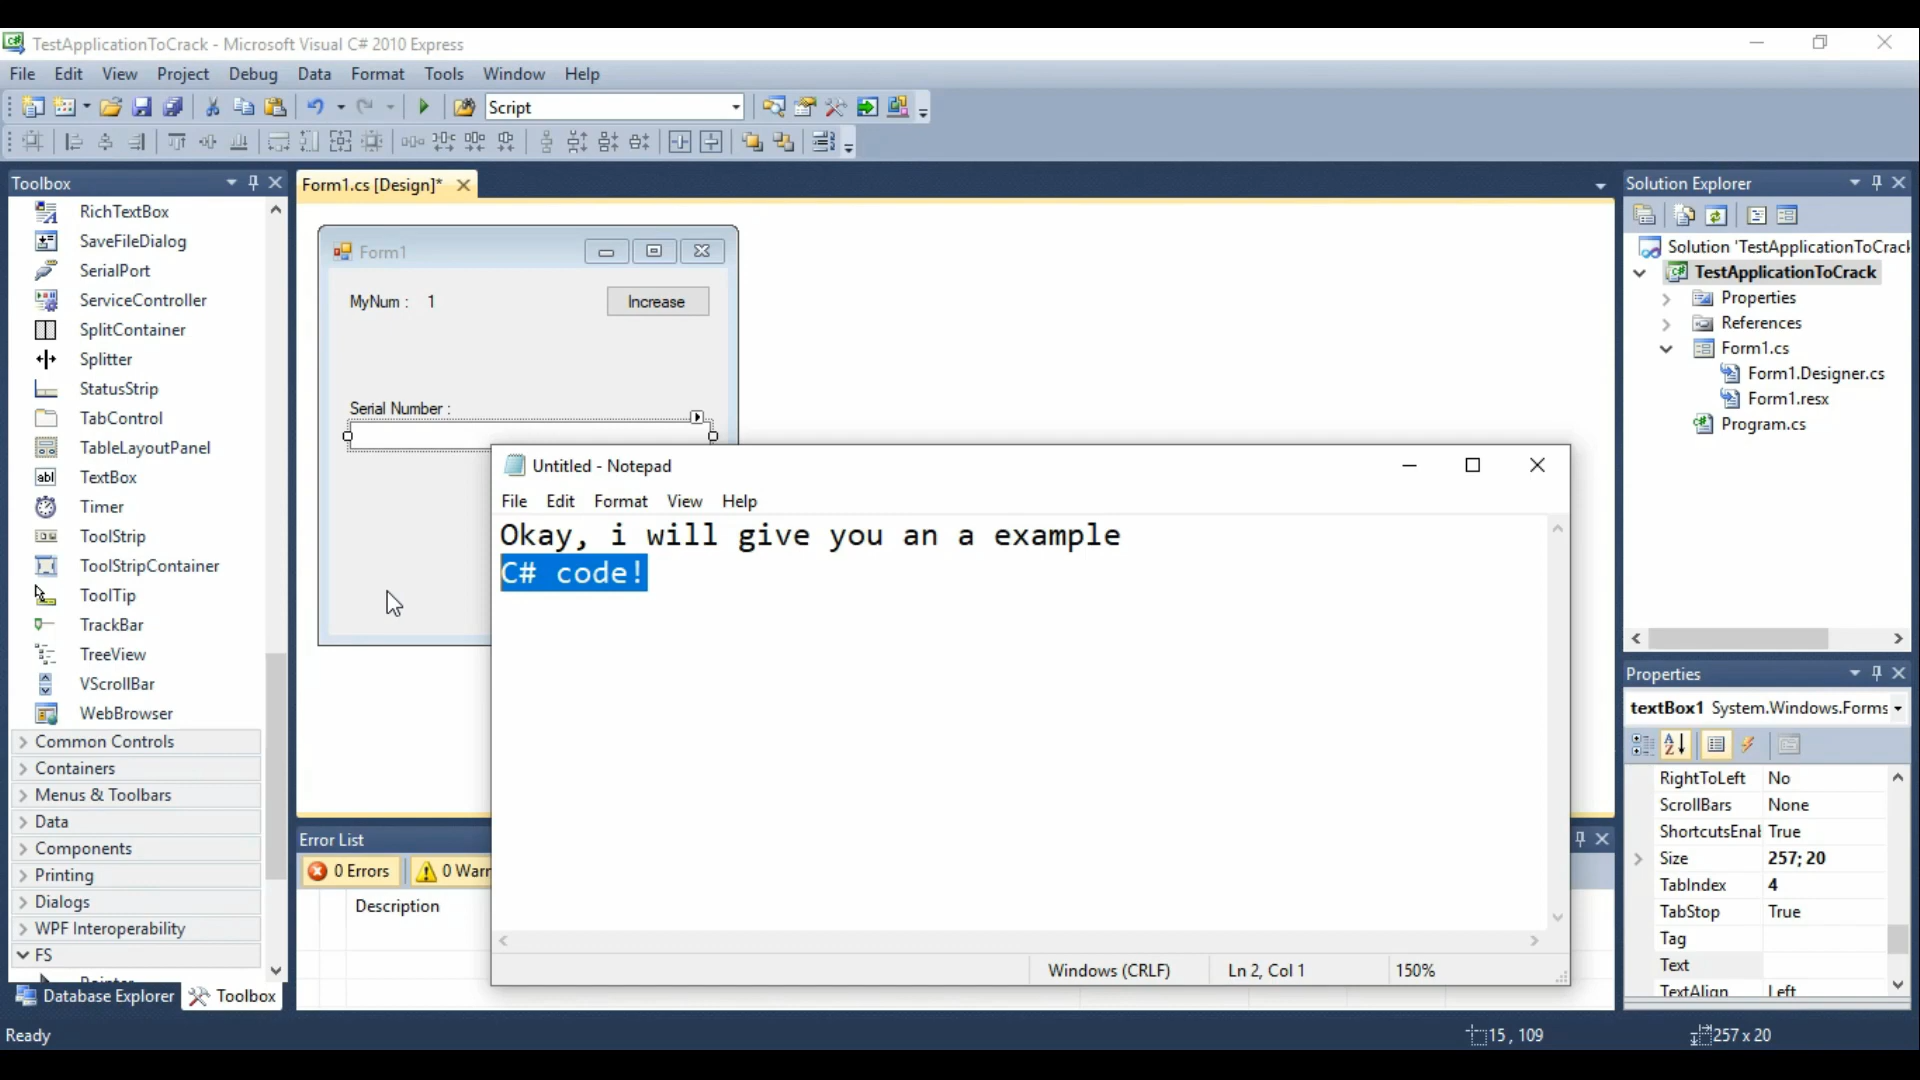 TestApplicationToCrack - Microsoft Visual C# 2010 Express
File Edit View Project Debug Data Format Tools Window Help
Script
Toolbox
RichTextBox
SaveFileDialog
SerialPort
ServiceController
SplitContainer
Splitter
StatusStrip
TabControl
TableLayoutPanel
TextBox
Timer
ToolStrip
ToolStripContainer
ToolTip
TrackBar
TreeView
VScrollBar
WebBrowser
Common Controls
Containers
Menus & Toolbars
Data
Components
Printing
Dialogs
WPF Interoperability
FS
Pointer
Database Explorer Toolbox
Form1.cs [Design]*
Form1
MyNum : 1 Increase
Serial Number :
Untitled - Notepad
File Edit Format View Help
Okay, i will give you an a example
C# code!
Windows (CRLF) Ln 2, Col 1 150%
Error List
0 Errors 0 Warr
Description
Solution Explorer
Solution 'TestApplicationToCrack
TestApplicationToCrack
Properties
References
Form1.cs
Form1.Designer.cs
Form1.resx
Program.cs
Properties
textBox1 System.Windows.Forms
RightToLeft No
ScrollBars None
ShortcutsEnal True
Size 257; 20
TabIndex 4
TabStop True
Tag
Text
TextAlign Left
Ready 15 , 109 257 x 20